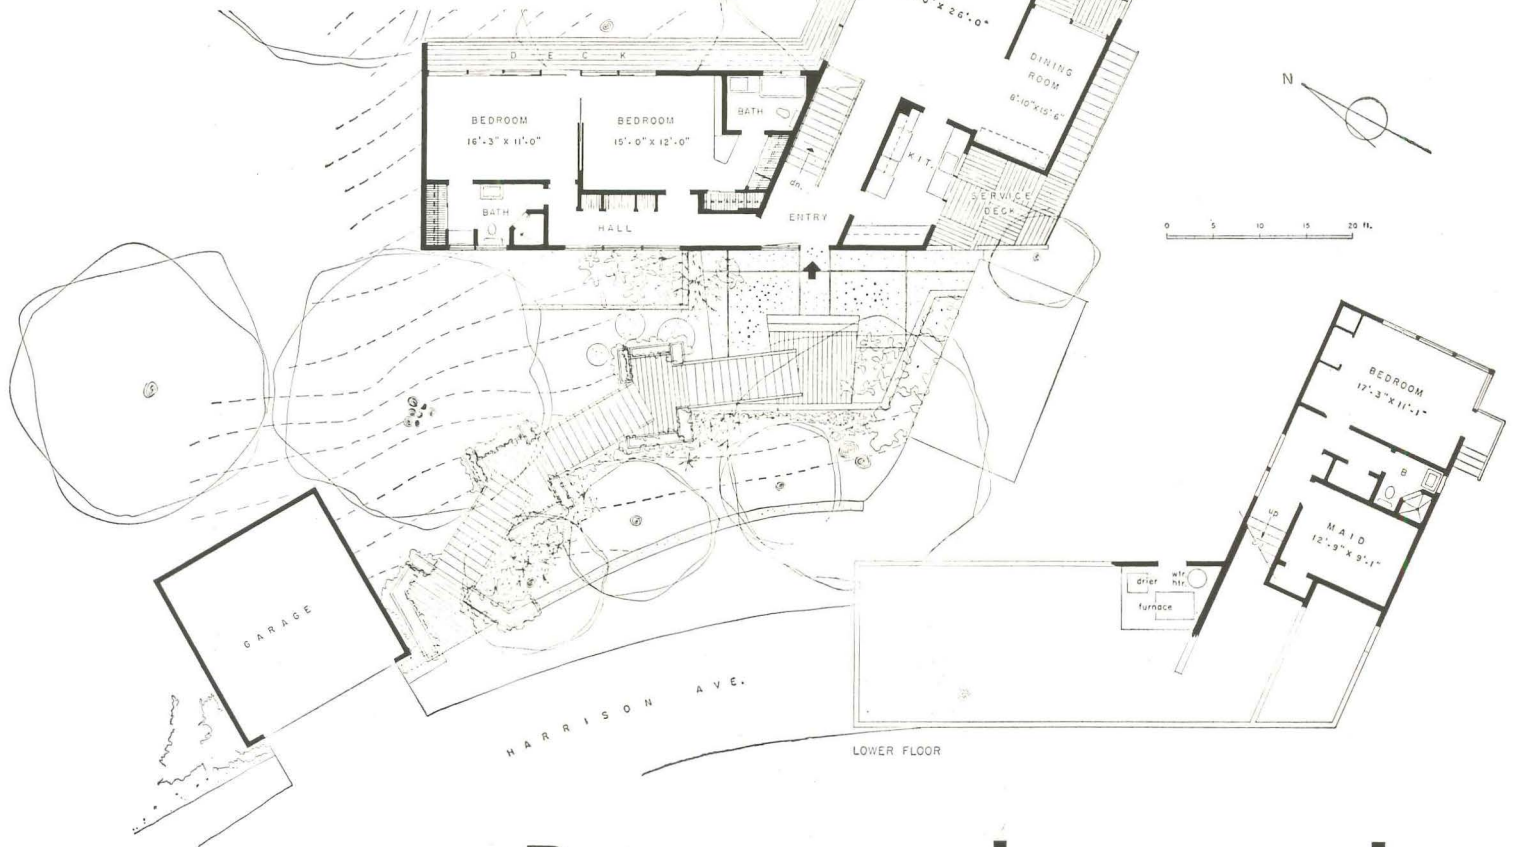 X 26'-0"
D E C K
DINING
ROOM
8'-10" X 15'-6"
N
BEDROOM
16'-3" X 11'-0"
BEDROOM
15'-0" X 12'-0"
BATH
KIT.
dn.
SERVICE
DECK
BATH
HALL
ENTRY
0 5 10 15 20 ft.
BEDROOM
17'-3" X 11'-1"
B
up
MAID
12'-9" X 9'-1"
drier
wtr.
htr.
furnace
GARAGE
HARRISON AVE.
LOWER FLOOR